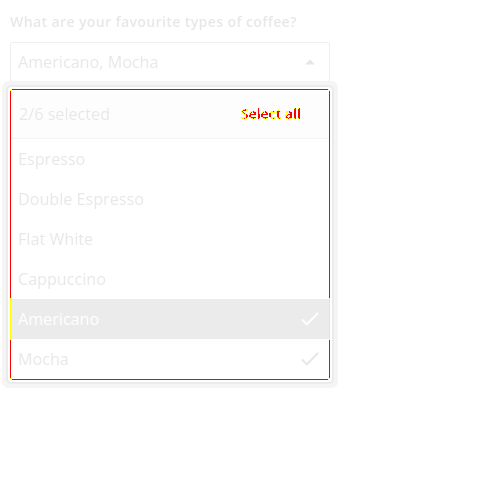 What are your favourite types of coffee?
Americano, Mocha
2/6 selected Select all
Espresso
Double Espresso
Flat White
Cappuccino
Americano
Mocha